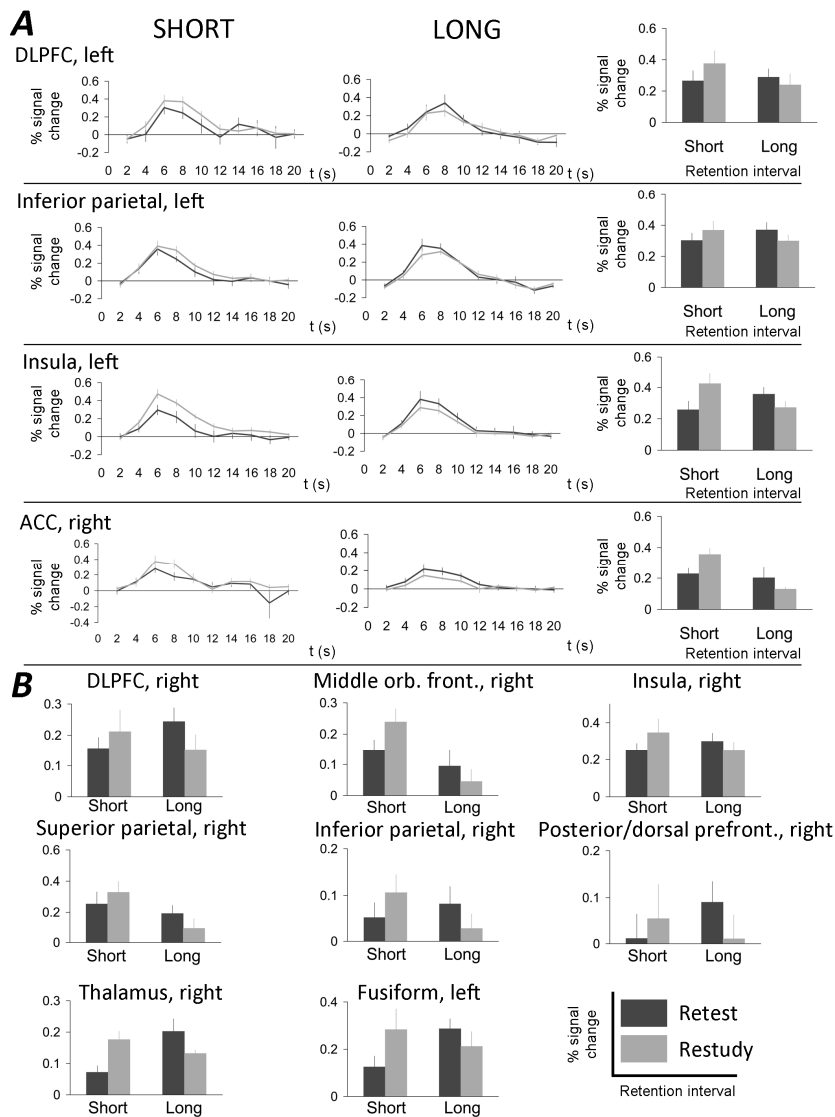 A
SHORT LONG
DLPFC, left
% signal change
0.6
0.4
0.2
0
-0.2
0 2 4 6 8 10 12 14 16 18 20
t (s)
% signal change
0.6
0.4
0.2
0
-0.2
0 2 4 6 8 10 12 14 16 18 20
t (s)
% signal change
0.6
0.4
0.2
0
Short Long
Retention interval
Inferior parietal, left
% signal change
0.6
0.4
0.2
0
-0.2
0 2 4 6 8 10 12 14 16 18 20
t (s)
% signal change
0.6
0.4
0.2
0
-0.2
0 2 4 6 8 10 12 14 16 18 20
t (s)
% signal change
0.6
0.4
0.2
0
Short Long
Retention interval
Insula, left
% signal change
0.6
0.4
0.2
0
-0.2
0 2 4 6 8 10 12 14 16 18 20
t (s)
% signal change
0.6
0.4
0.2
0
-0.2
0 2 4 6 8 10 12 14 16 18 20
t (s)
% signal change
0.6
0.4
0.2
0
Short Long
Retention interval
ACC, right
% signal change
0.6
0.4
0.2
0
-0.2
-0.4
0 2 4 6 8 10 12 14 16 18 20
t (s)
% signal change
0.6
0.4
0.2
0
-0.2
0 2 4 6 8 10 12 14 16 18 20
t (s)
% signal change
0.6
0.4
0.2
0
Short Long
Retention interval
B
DLPFC, right
0.3
0.2
0.1
0
Short Long
Middle orb. front., right
0.3
0.2
0.1
0
Short Long
Insula, right
0.4
0.2
0
Short Long
Superior parietal, right
0.6
0.4
0.2
0
Short Long
Inferior parietal, right
0.2
0.1
0
Short Long
Posterior/dorsal prefront., right
0.2
0.1
0
Short Long
Thalamus, right
0.3
0.2
0.1
0
Short Long
Fusiform, left
0.4
0.2
0
Short Long
% signal change
Retest
Restudy
Retention interval